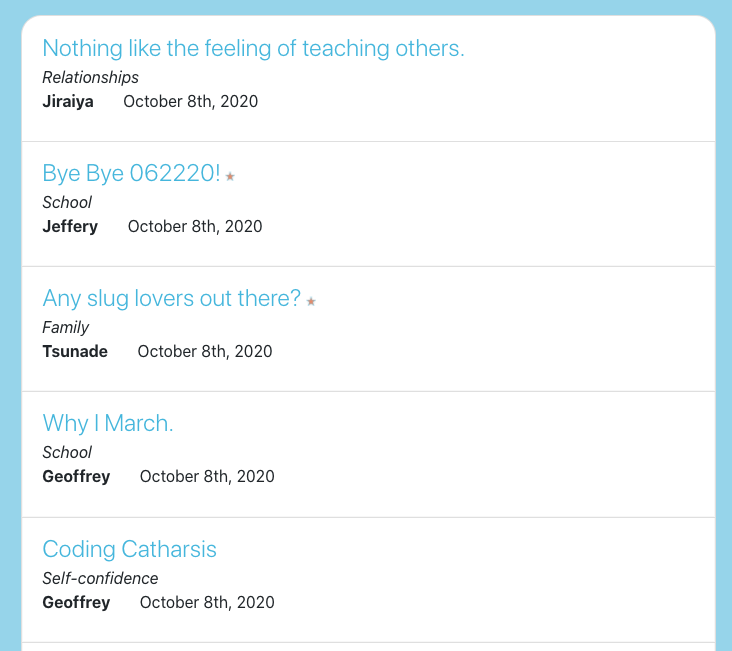 Nothing like the feeling of teaching others.
Relationships
Jiraiya October 8th, 2020
Bye Bye 062220!
School
Jeffery October 8th, 2020
Any slug lovers out there?
Family
Tsunade October 8th, 2020
Why I March.
School
Geoffrey October 8th, 2020
Coding Catharsis
Self-confidence
Geoffrey October 8th, 2020